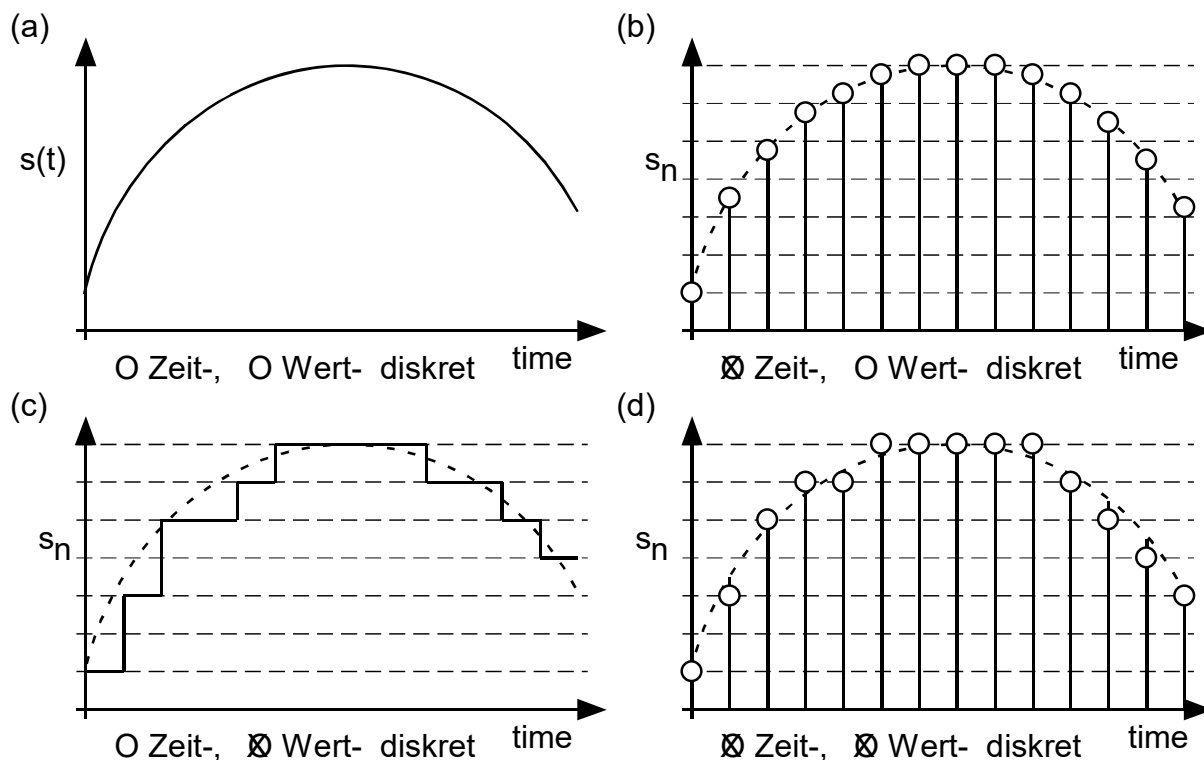 (a)
s(t)
time
O Zeit-, O Wert- diskret
(b)
sₙ
time
⨂ Zeit-, O Wert- diskret
(c)
sₙ
time
O Zeit-, ⨂ Wert- diskret
(d)
sₙ
time
⨂ Zeit-, ⨂ Wert- diskret